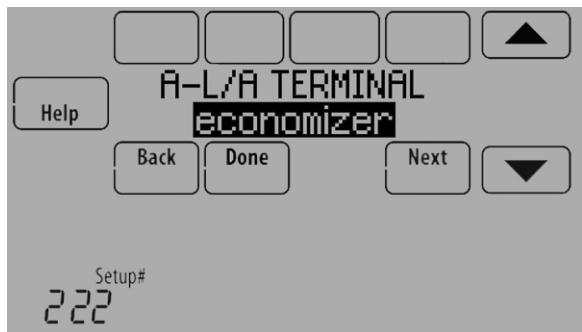 A-L/A TERMINAL
Help
economizer
Back Done Next
Setup#
222